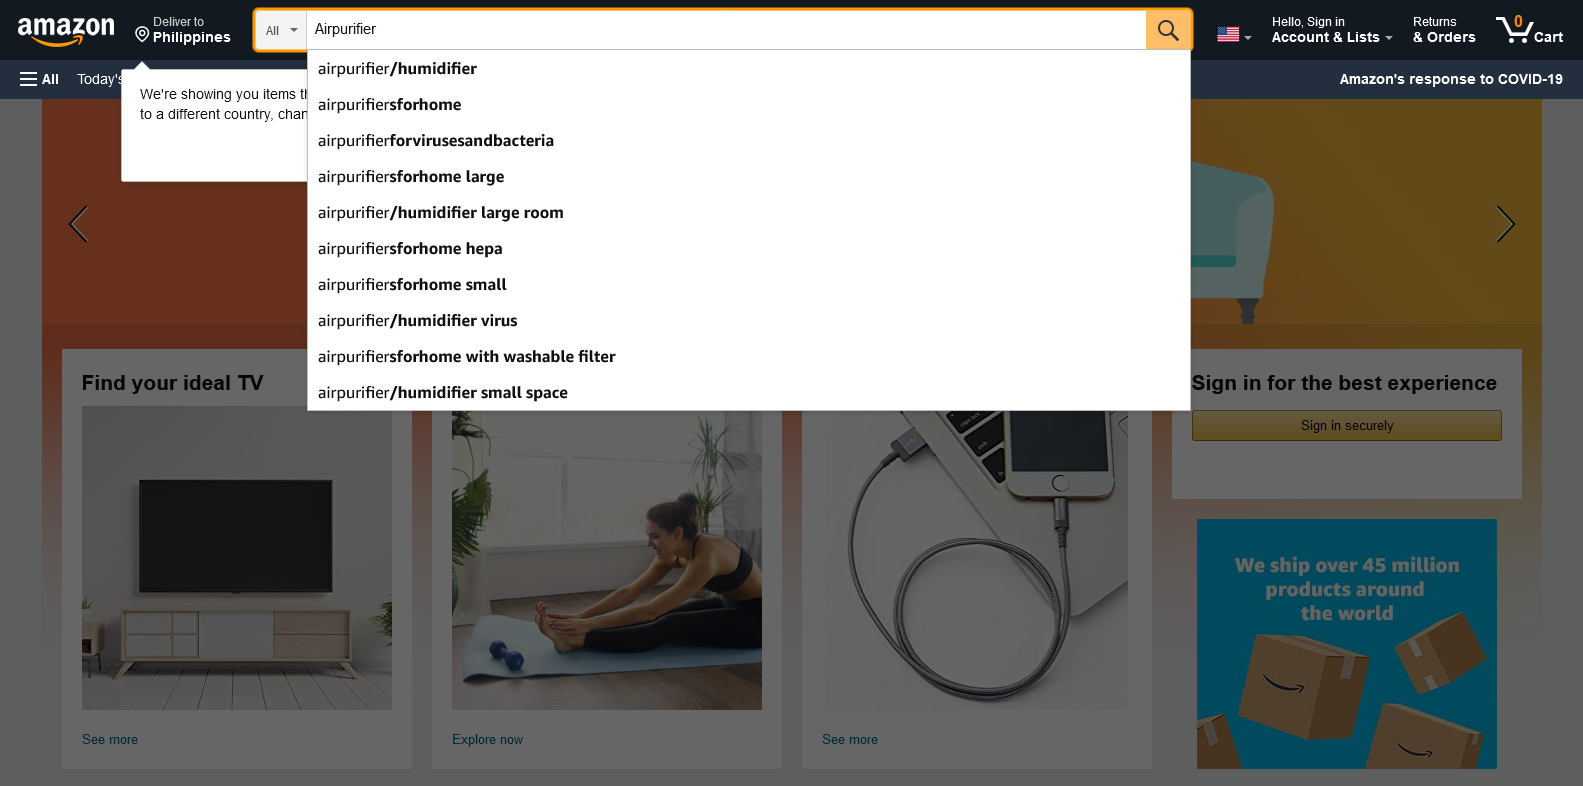 amazon
Deliver to
Philippines
All
Airpurifier
Hello, Sign in
Account & Lists
Returns
& Orders
0
Cart
All
Today's
Amazon's response to COVID-19
We're showing you items
to a different country,
airpurifier/humidifier
airpurifiersforhome
airpurifierforvirusesandbacteria
airpurifiersforhome large
airpurifier/humidifier large room
airpurifiersforhome hepa
airpurifiersforhome small
airpurifier/humidifier virus
airpurifiersforhome with washable filter
airpurifier/humidifier small space
Find your ideal TV
See more
Explore now
See more
Sign in for the best experience
Sign in securely
We ship over 45 million
products around
the world